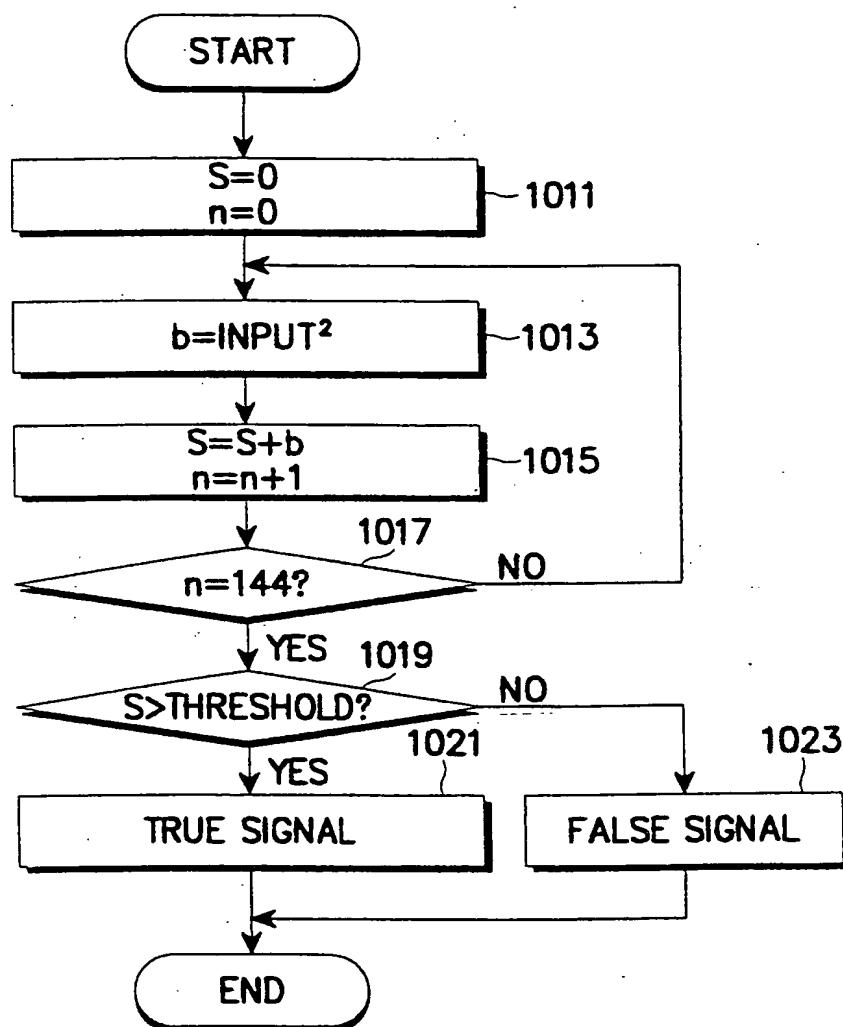 START
S=0
n=0
1011
b=INPUT²
1013
S=S+b
n=n+1
1015
1017
n=144?
NO
YES
1019
S>THRESHOLD?
NO
YES
1021
1023
TRUE SIGNAL
FALSE SIGNAL
END